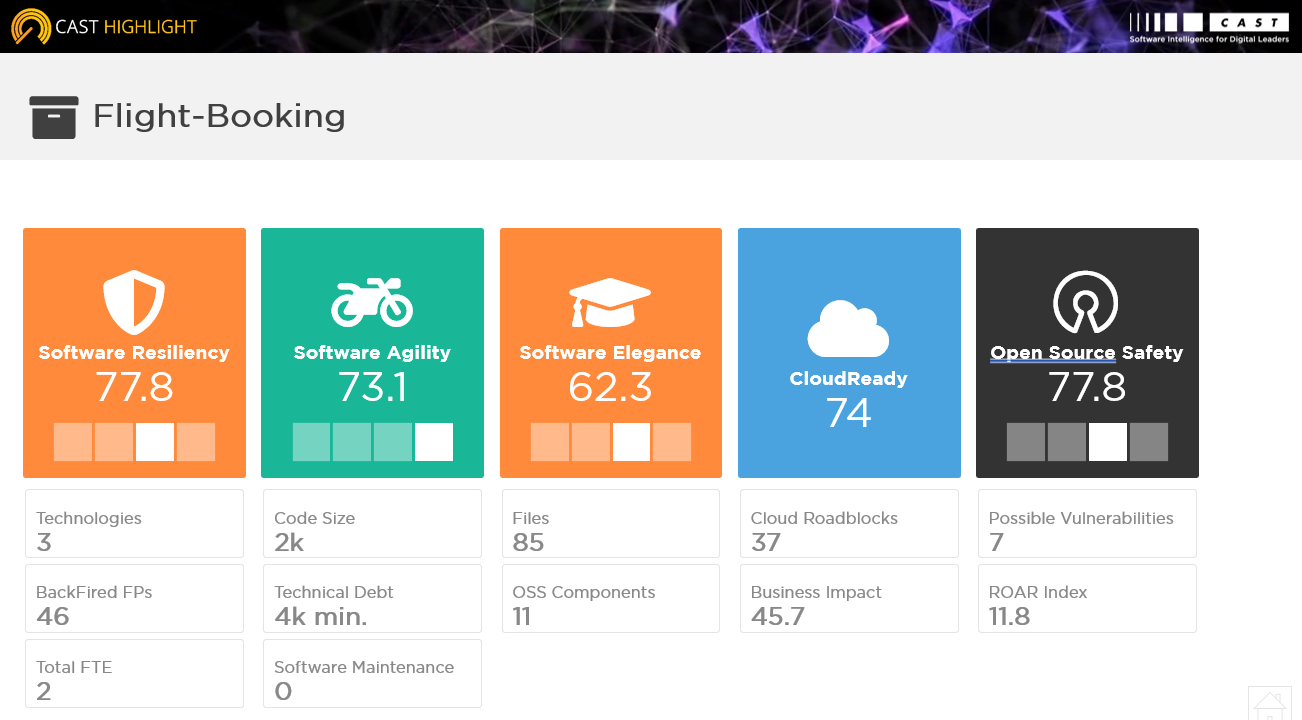 CAST HIGHLIGHT
CAST
Software Intelligence for Digital Leaders
Flight-Booking
Software Resiliency
77.8
Software Agility
73.1
Software Elegance
62.3
CloudReady
74
Open Source Safety
77.8
Technologies
3
Code Size
2k
Files
85
Cloud Roadblocks
37
Possible Vulnerabilities
7
BackFired FPs
46
Technical Debt
4k min.
OSS Components
11
Business Impact
45.7
ROAR Index
11.8
Total FTE
2
Software Maintenance
0